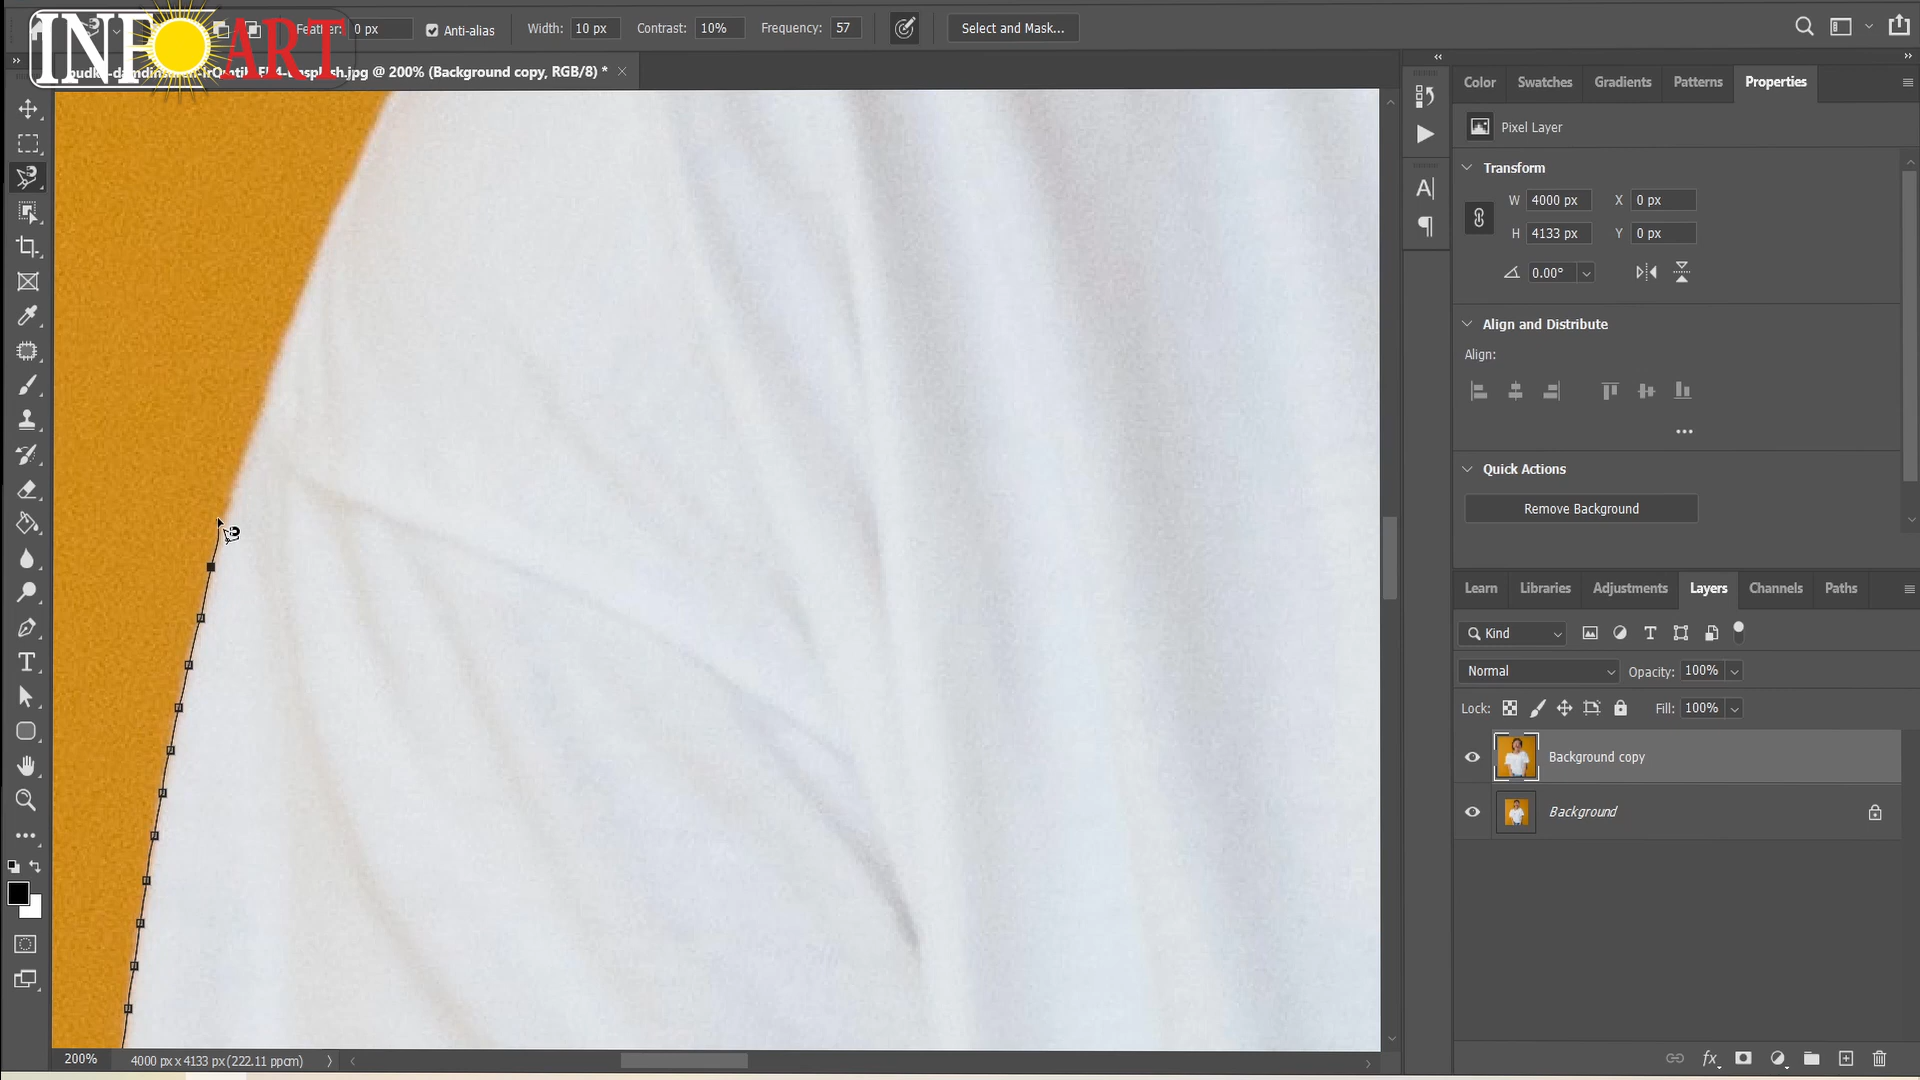 INFO ART
Feather: 0 px Anti-alias Width: 10 px Contrast: 10% Frequency: 57 Select and Mask...
@ 200% (Background copy, RGB/8) *
Color Swatches Gradients Patterns Properties
Pixel Layer
Transform
W 4000 px X 0 px
H 4133 px Y 0 px
0.00°
Align and Distribute
Align:
Quick Actions
Remove Background
Learn Libraries Adjustments Layers Channels Paths
Kind
Normal Opacity: 100%
Lock: Fill: 100%
Background copy
Background
200% 4000 px x 4133 px (222.11 ppcm)